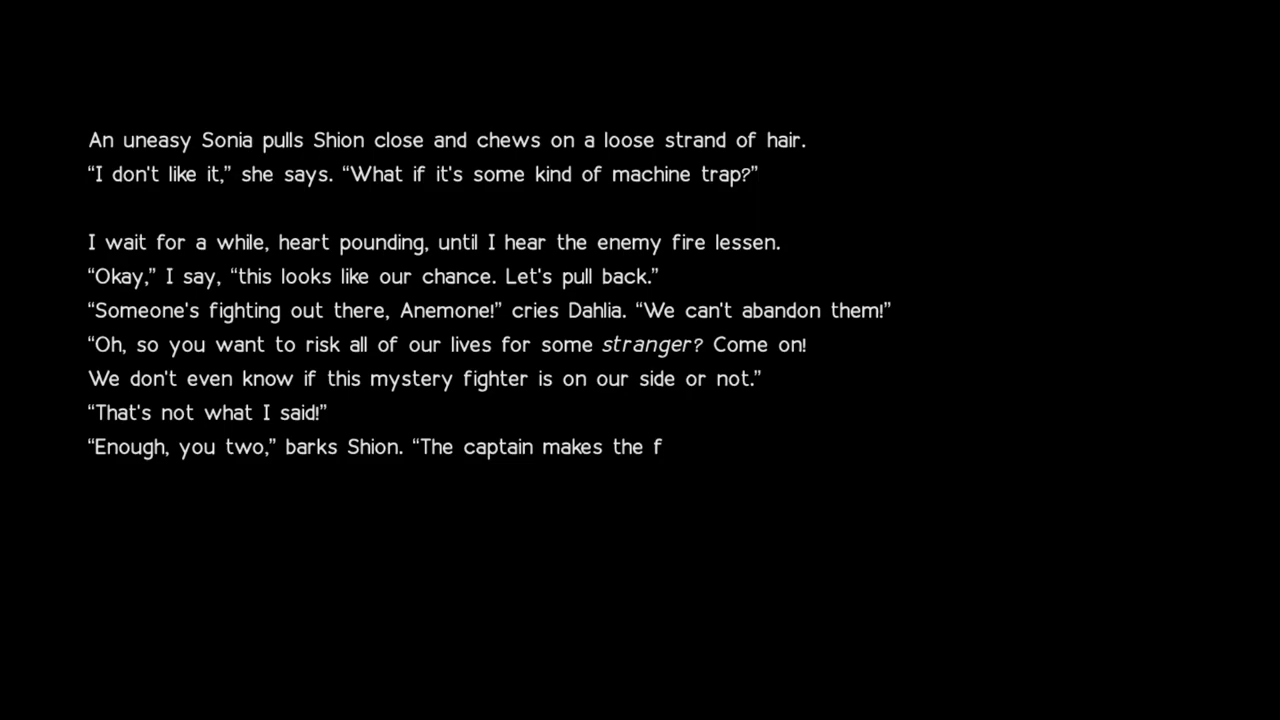 An uneasy Sonia pulls Shion close and chews on a loose strand of hair.
“I don't like it,” she says. “What if it's some kind of machine trap?”
I wait for a while, heart pounding, until I hear the enemy fire lessen.
“Okay,” I say, “this looks like our chance. Let's pull back.”
“Someone's fighting out there, Anemone!” cries Dahlia. “We can't abandon them!”
“Oh, so you want to risk all of our lives for some stranger? Come on!
We don't even know if this mystery fighter is on our side or not.”
“That's not what I said!”
“Enough, you two,” barks Shion. “The captain makes the f